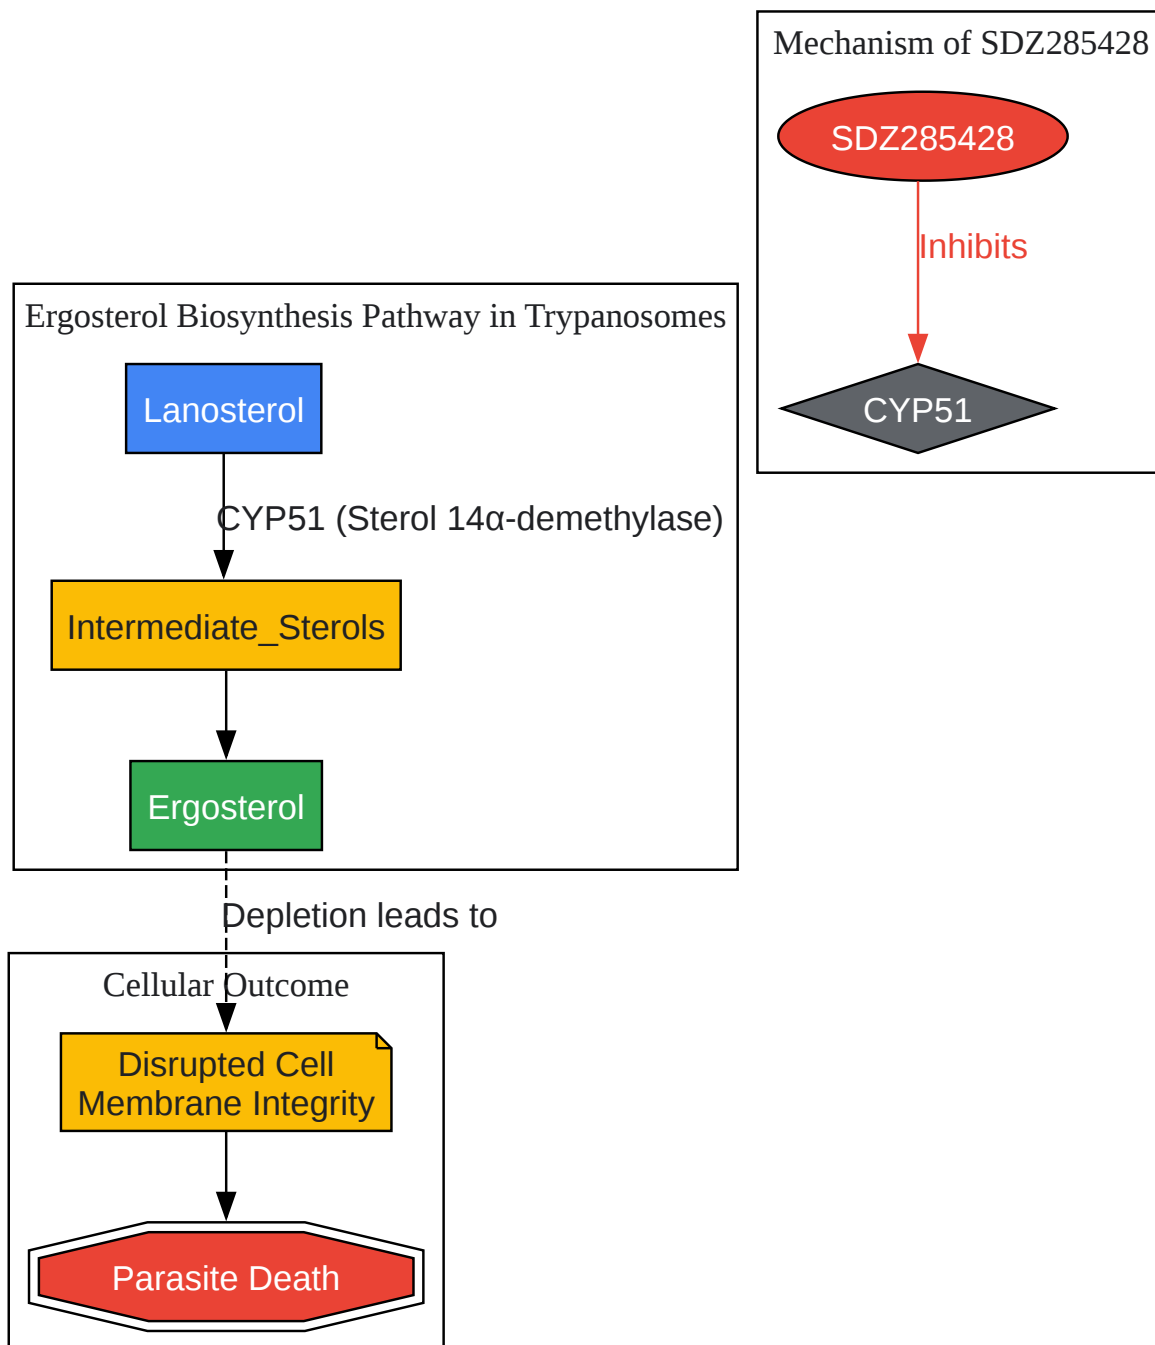 Mechanism of SDZ285428
SDZ285428
Inhibits
CYP51
Ergosterol Biosynthesis Pathway in Trypanosomes
Lanosterol
CYP51 (Sterol 14α-demethylase)
Intermediate_Sterols
Ergosterol
Depletion leads to
Cellular Outcome
Disrupted Cell
Membrane Integrity
Parasite Death